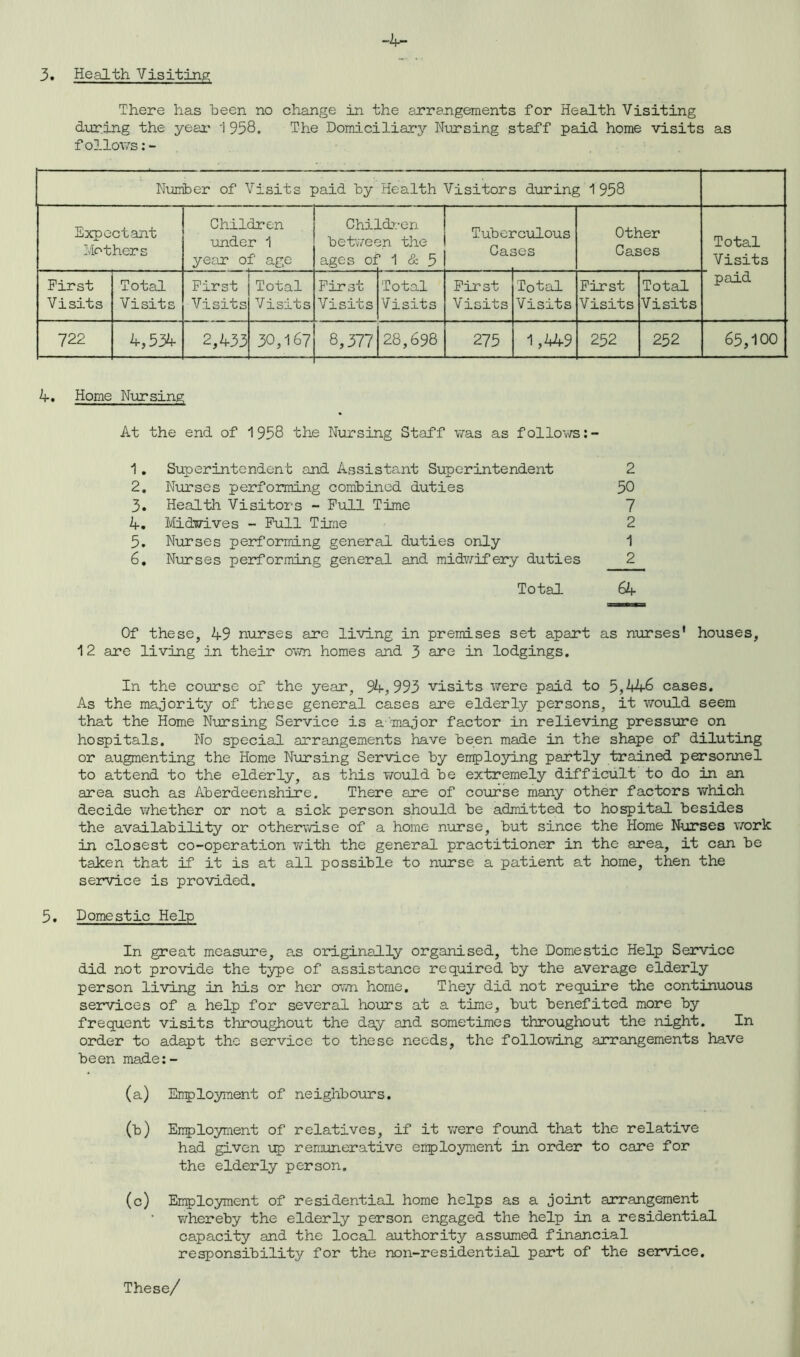 -4-
3. Health Visiting
There has been no change in the arrangements for Health Visiting
during the year 1958. The Domiciliary Nursing staff paid home visits as
follows:-
Number of Visits paid by Health Visitors during 1958
Expectant Mothers | Children under 1 year of age | Children between the ages of 1 & 5 | Tuberculous Cases | Other Cases | Total Visits paid
First Visits | Total Visits | First Visits | Total Visits | First Visits | Total Visits | First Visits | Total Visits | First Visits | Total Visits
722 | 4,534 | 2,433 | 30,167 | 8,377 | 28,698 | 275 | 1,449 | 252 | 252 | 65,100
4. Home Nursing
At the end of 1958 the Nursing Staff was as follows:-
1. Superintendent and Assistant Superintendent 2
2. Nurses performing combined duties 50
3. Health Visitors - Full Time 7
4. Midwives - Full Time 2
5. Nurses performing general duties only 1
6. Nurses performing general and midwifery duties 2
Total 64
Of these, 49 nurses are living in premises set apart as nurses' houses,
12 are living in their own homes and 3 are in lodgings.
In the course of the year, 94,993 visits were paid to 5,446 cases.
As the majority of these general cases are elderly persons, it would seem
that the Home Nursing Service is a major factor in relieving pressure on
hospitals. No special arrangements have been made in the shape of diluting
or augmenting the Home Nursing Service by employing partly trained personnel
to attend to the elderly, as this would be extremely difficult to do in an
area such as Aberdeenshire. There are of course many other factors which
decide whether or not a sick person should be admitted to hospital besides
the availability or otherwise of a home nurse, but since the Home Nurses work
in closest co-operation with the general practitioner in the area, it can be
taken that if it is at all possible to nurse a patient at home, then the
service is provided.
5. Domestic Help
In great measure, as originally organised, the Domestic Help Service
did not provide the type of assistance required by the average elderly
person living in his or her own home. They did not require the continuous
services of a help for several hours at a time, but benefited more by
frequent visits throughout the day and sometimes throughout the night. In
order to adapt the service to these needs, the following arrangements have
been made:-
(a) Employment of neighbours.
(b) Employment of relatives, if it were found that the relative
had given up remunerative employment in order to care for
the elderly person.
(c) Employment of residential home helps as a joint arrangement
whereby the elderly person engaged the help in a residential
capacity and the local authority assumed financial
responsibility for the non-residential part of the service.
These/